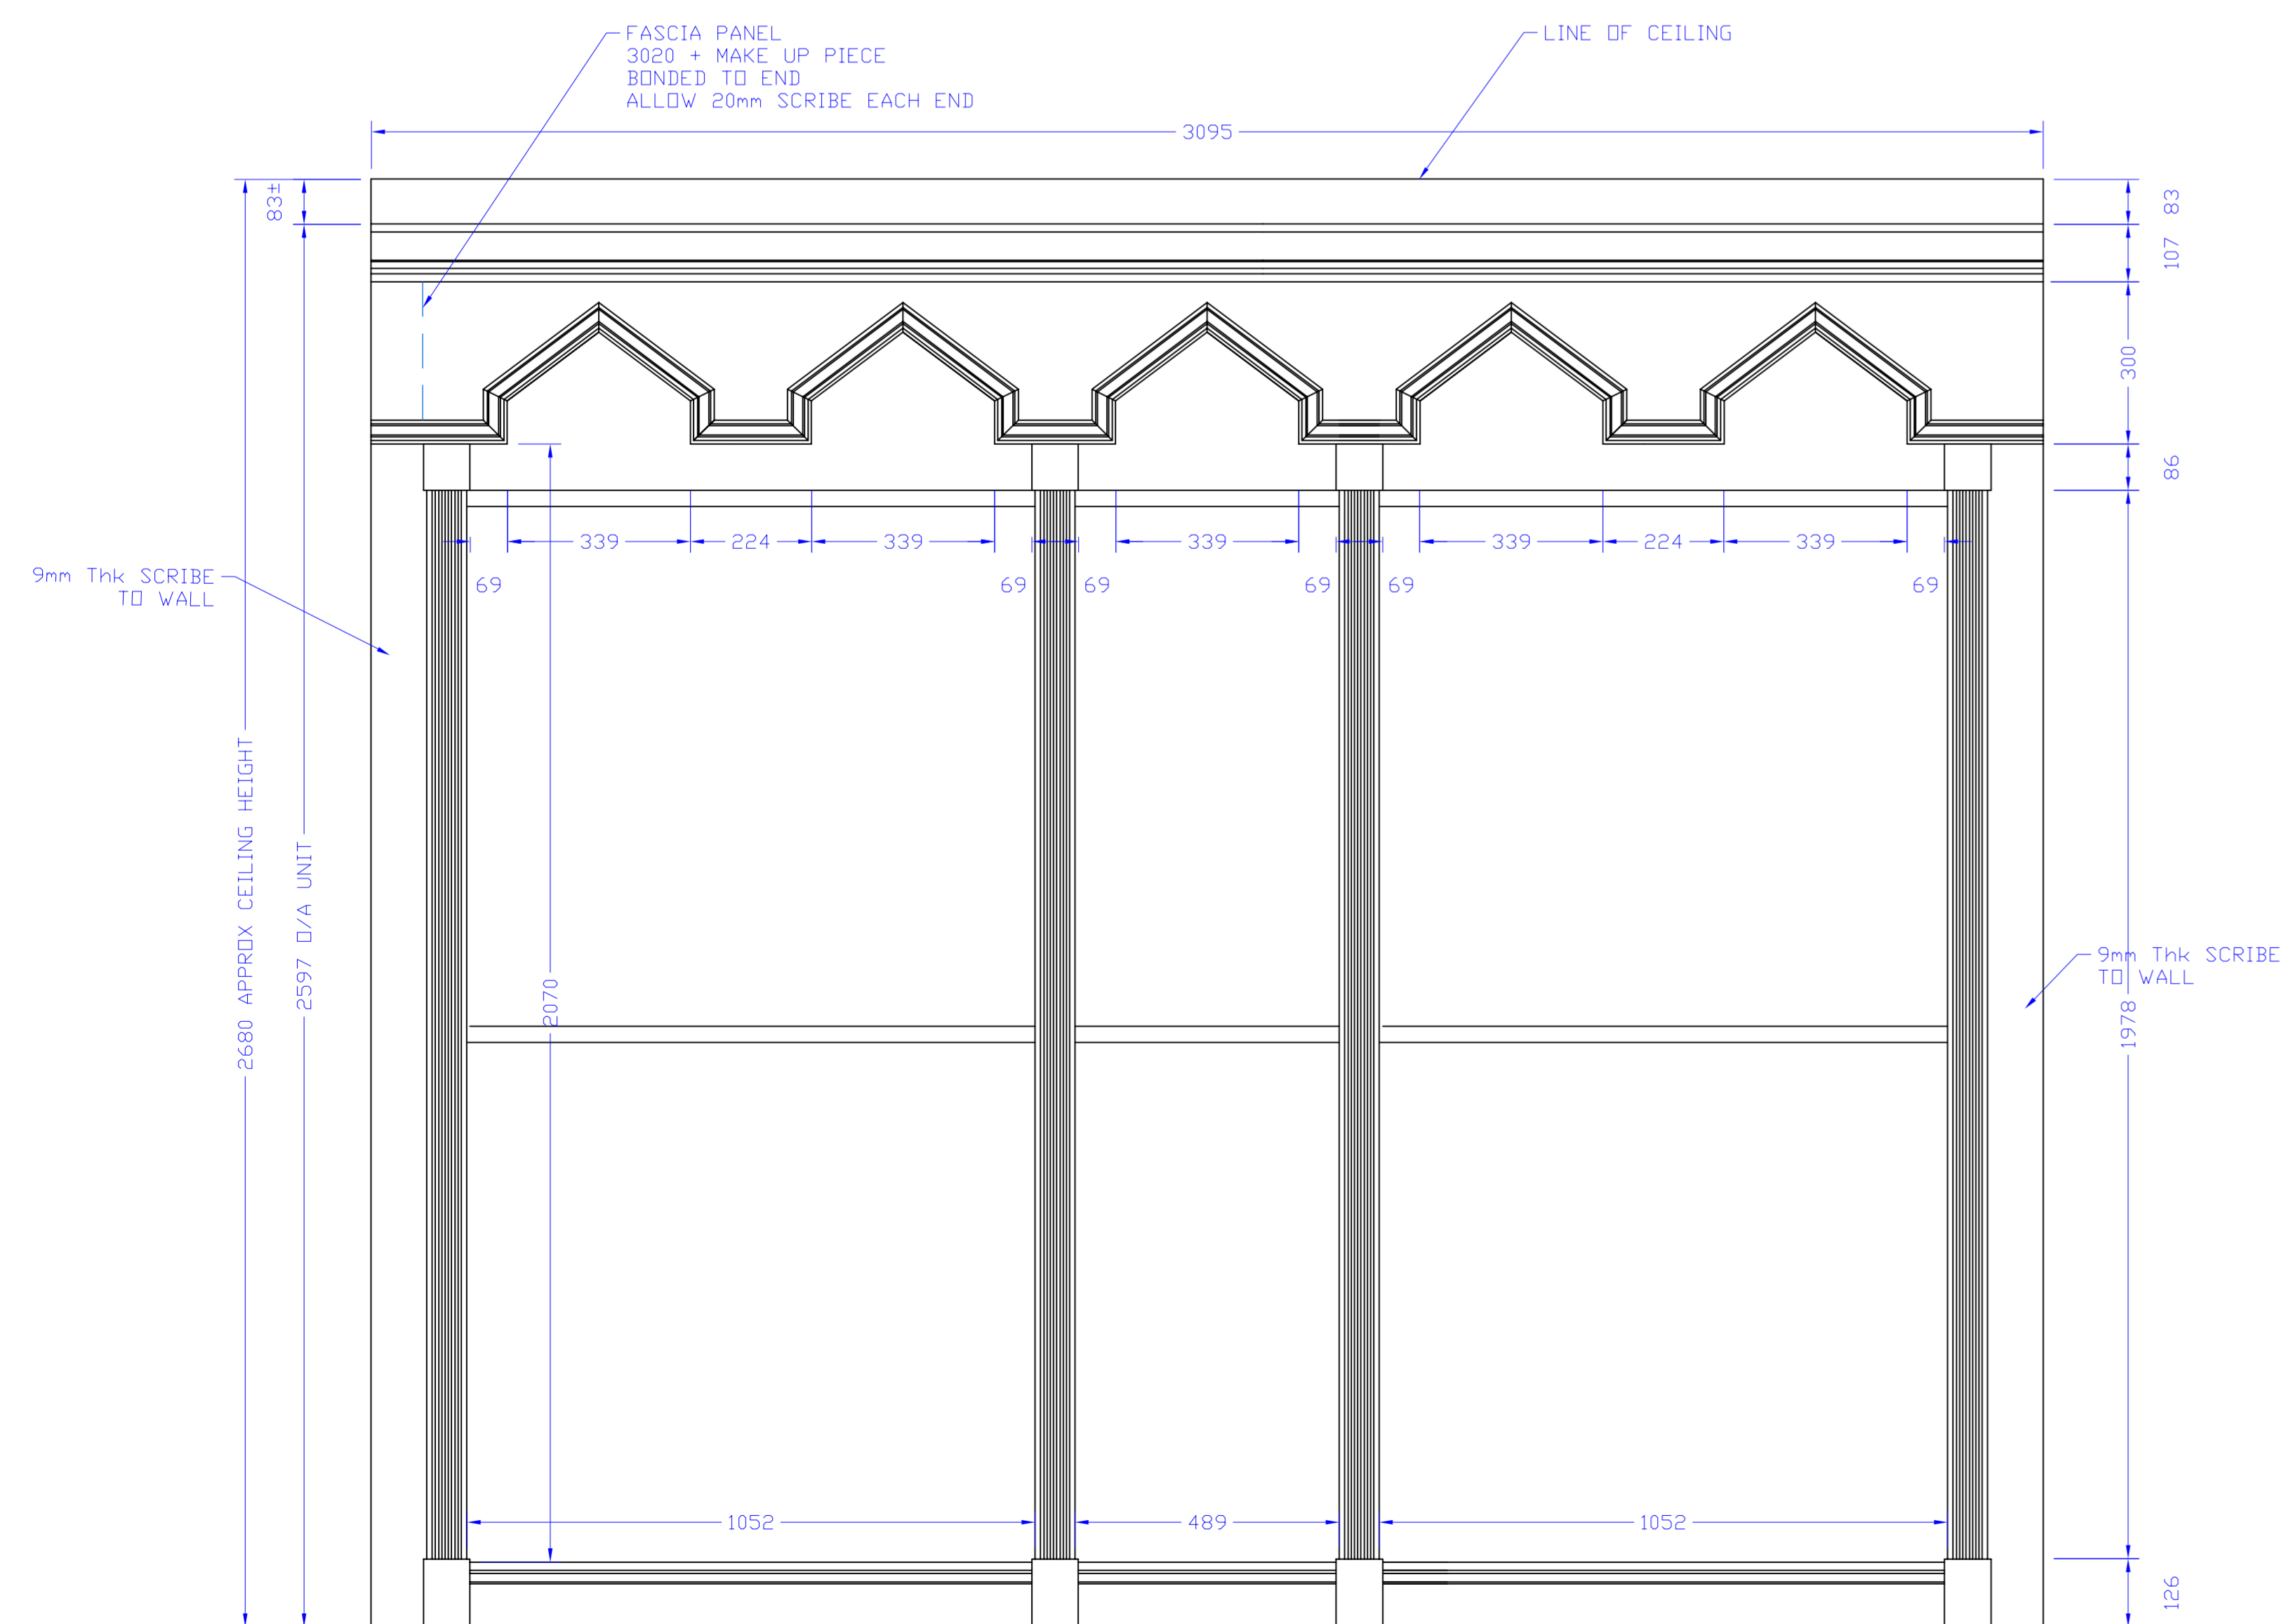 FASCIA PANEL
3020 + MAKE UP PIECE
BONDED TO END
ALLOW 20mm SCRIBE EACH END
LINE OF CEILING
3095
83±
83
107
300
86
339
224
339
339
339
224
339
69
69
69
69
69
69
9mm Thk SCRIBE
TO WALL
2680 APPROX CEILING HEIGHT
2597 O/A UNIT
2070
9mm Thk SCRIBE
TO WALL
1978
1052
489
1052
126